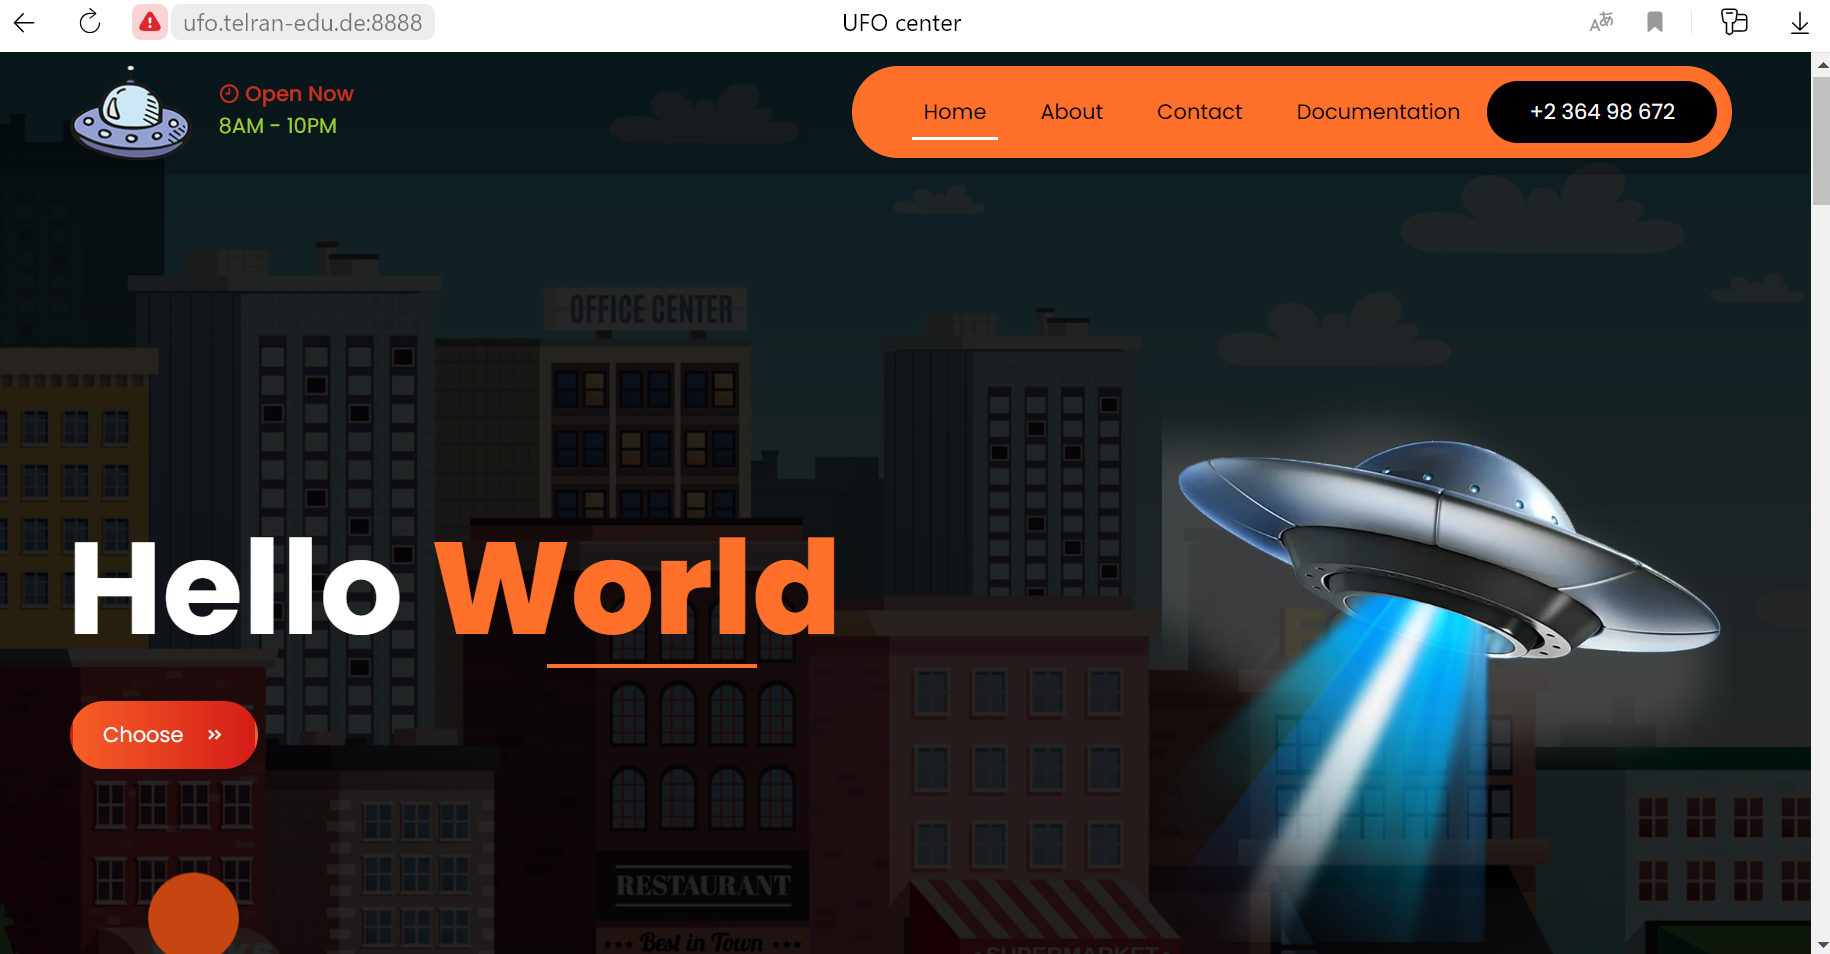 ufo.telran-edu.de:8888
UFO center
Open Now
8AM - 10PM
Home
About
Contact
Documentation
+2 364 98 672
OFFICE CENTER
Hello World
Choose »
RESTAURANT
Best in Town
SUPERMARKET